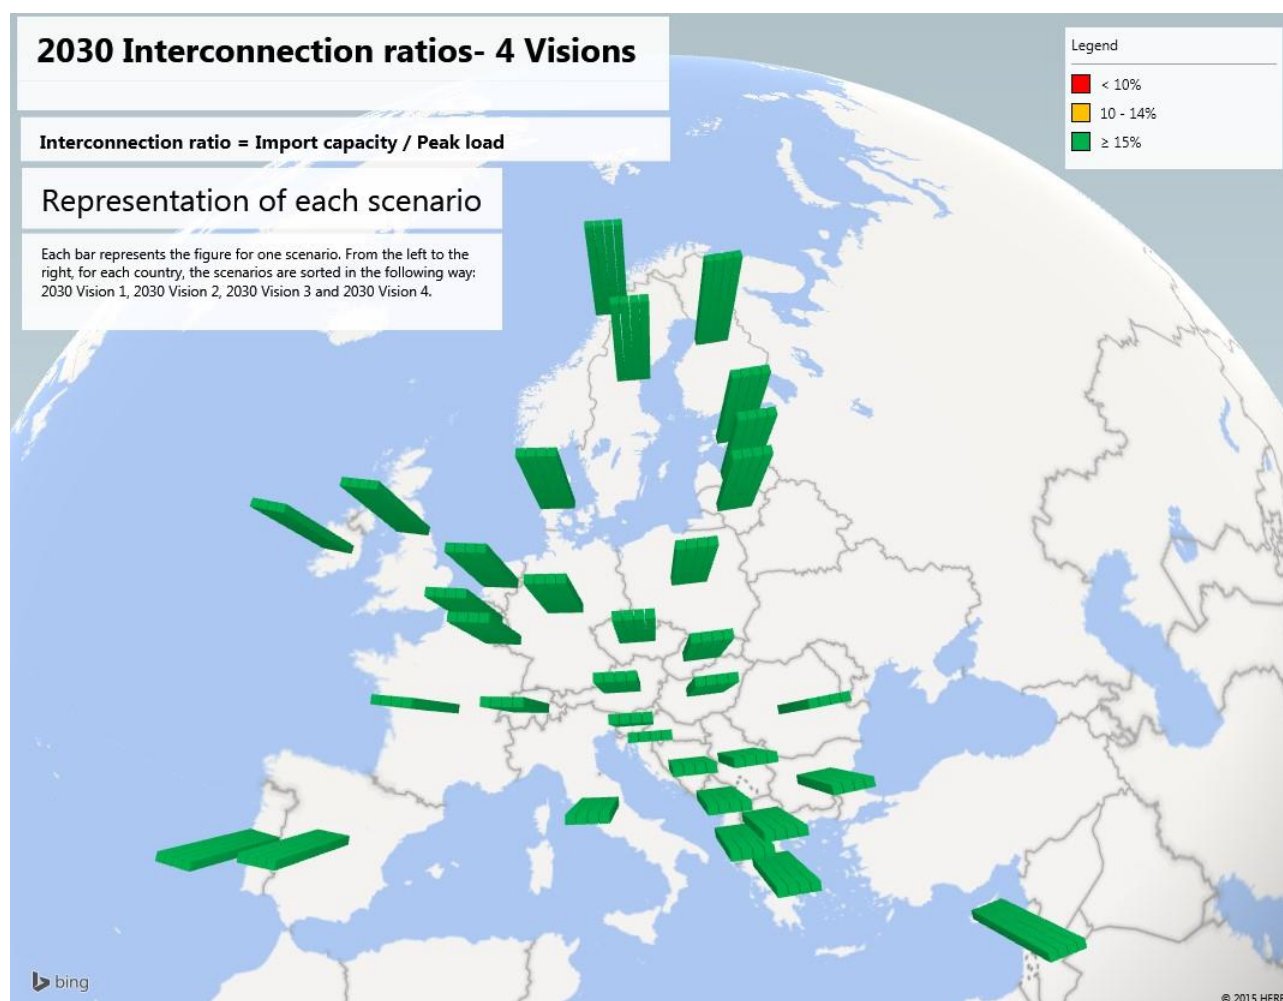 2030 Interconnection ratios- 4 Visions
Interconnection ratio = Import capacity / Peak load
Representation of each scenario
Each bar represents the figure for one scenario. From the left to the
right, for each country, the scenarios are sorted in the following way:
2030 Vision 1, 2030 Vision 2, 2030 Vision 3 and 2030 Vision 4.
Legend
< 10%
10 - 14%
≥ 15%
bing
© 2015 HERE